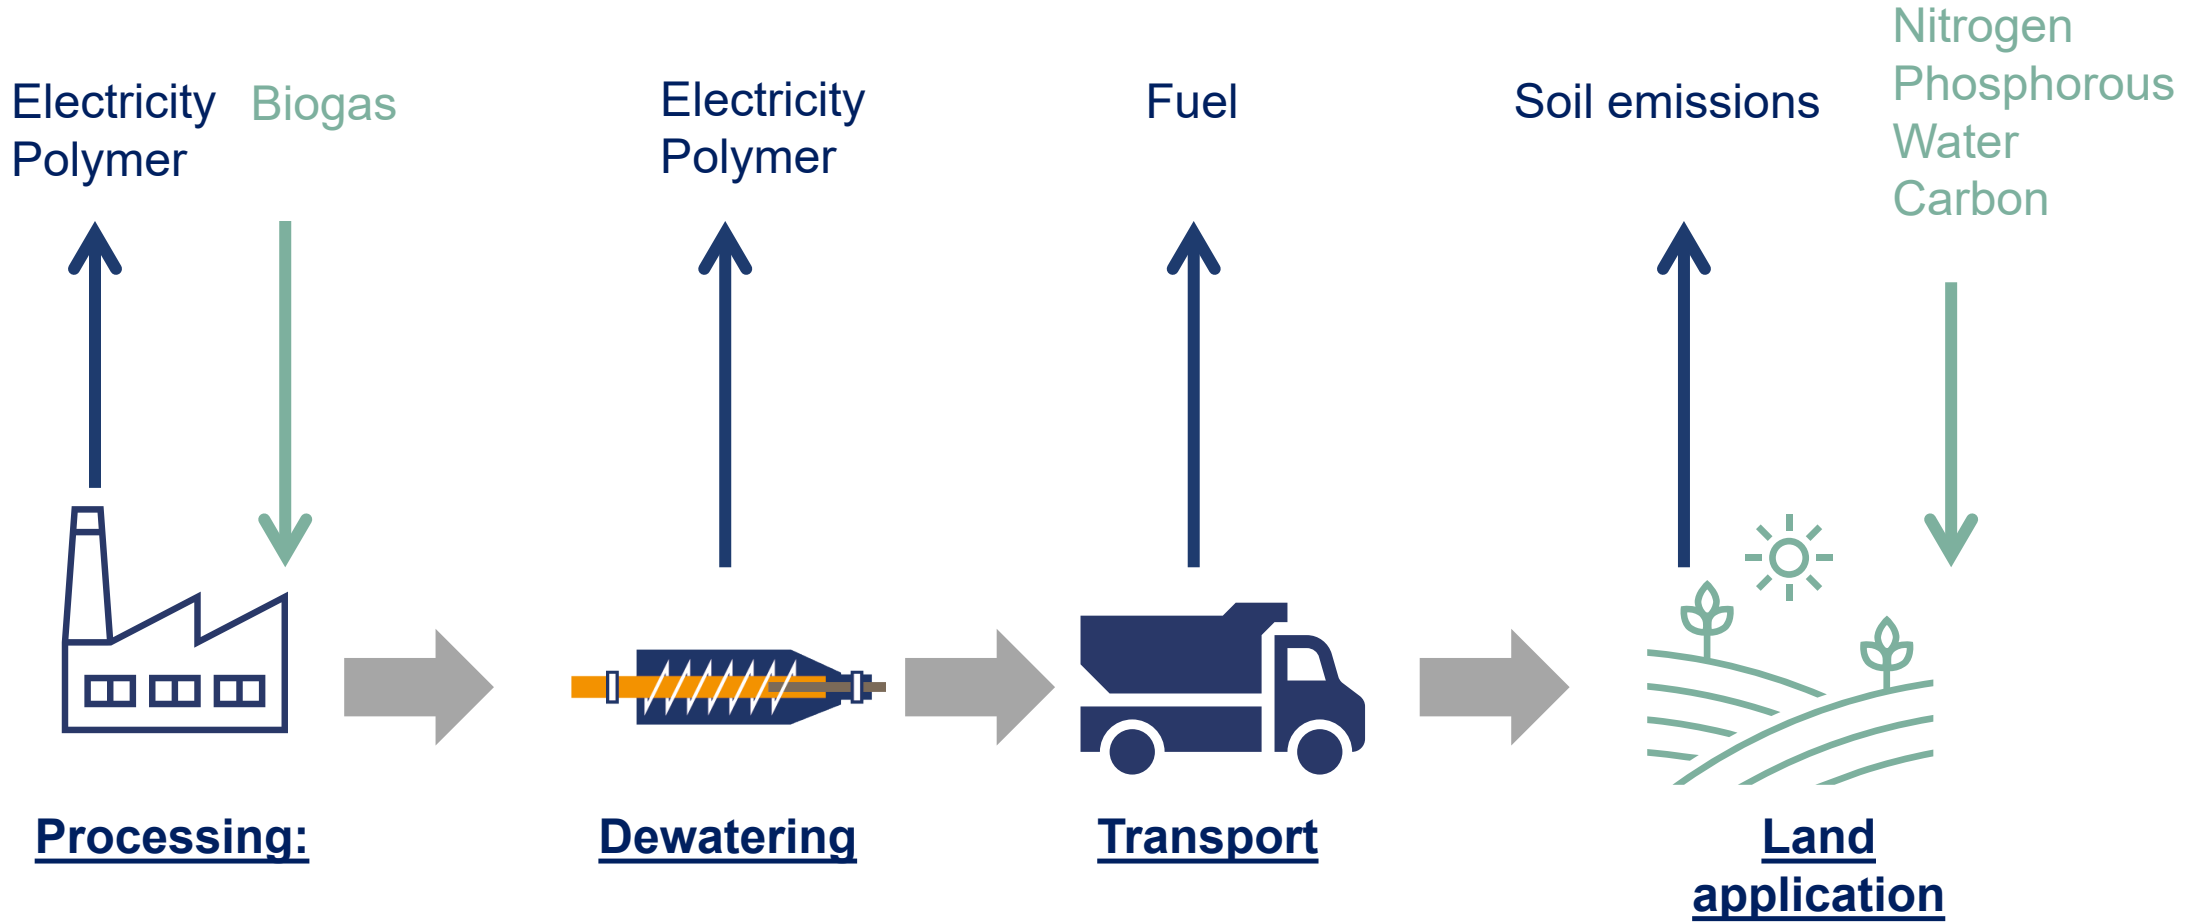 Electricity
Polymer
Biogas
Electricity
Polymer
Fuel
Soil emissions
Nitrogen
Phosphorous
Water
Carbon
Processing:
Dewatering
Transport
Land
application